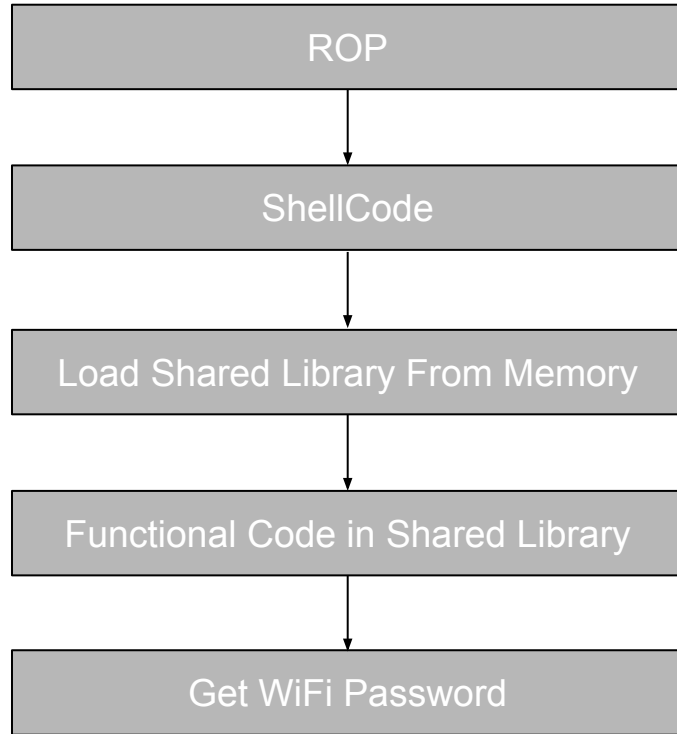 ROP
ShellCode
Load Shared Library From Memory
Functional Code in Shared Library
Get WiFi Password